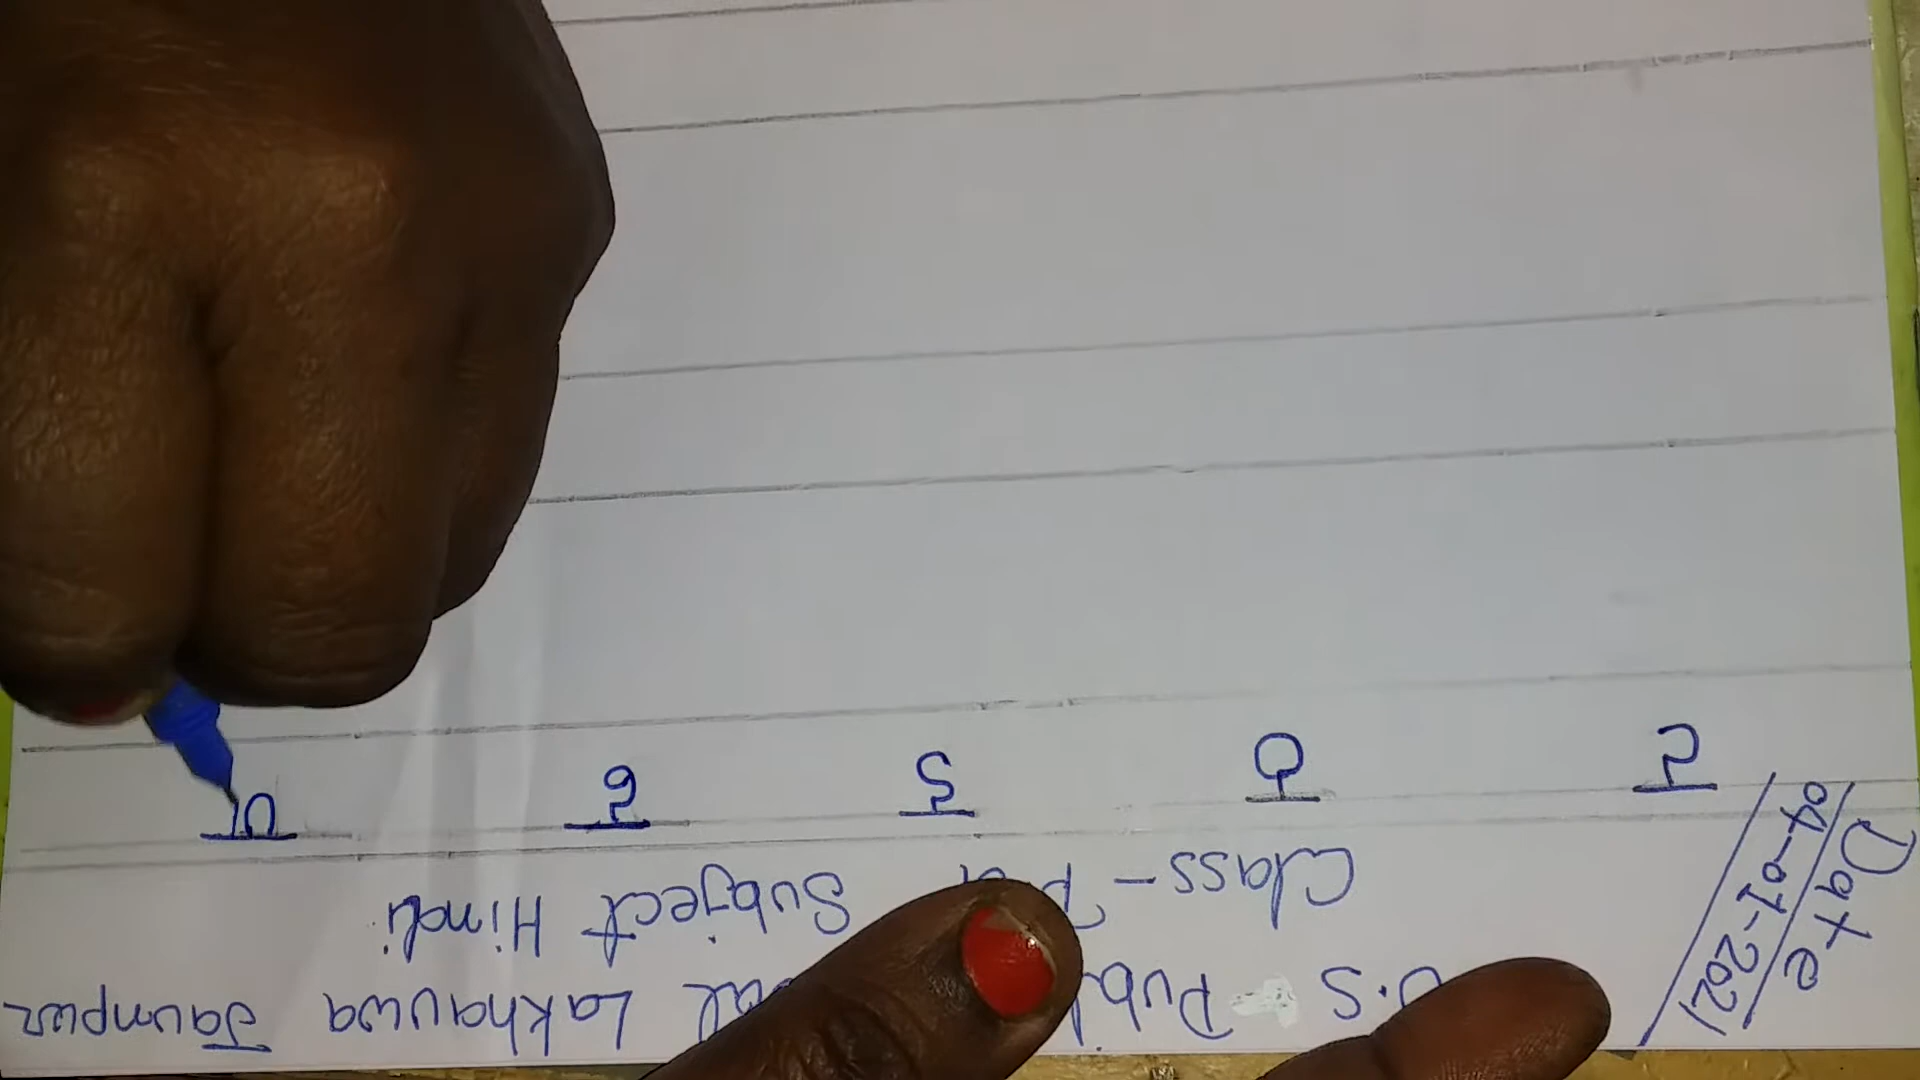 Date
04-01-2021
U.S Lakhauwa Jaunpur
Class - Subject Hindi
ट ठ ड ढ ण